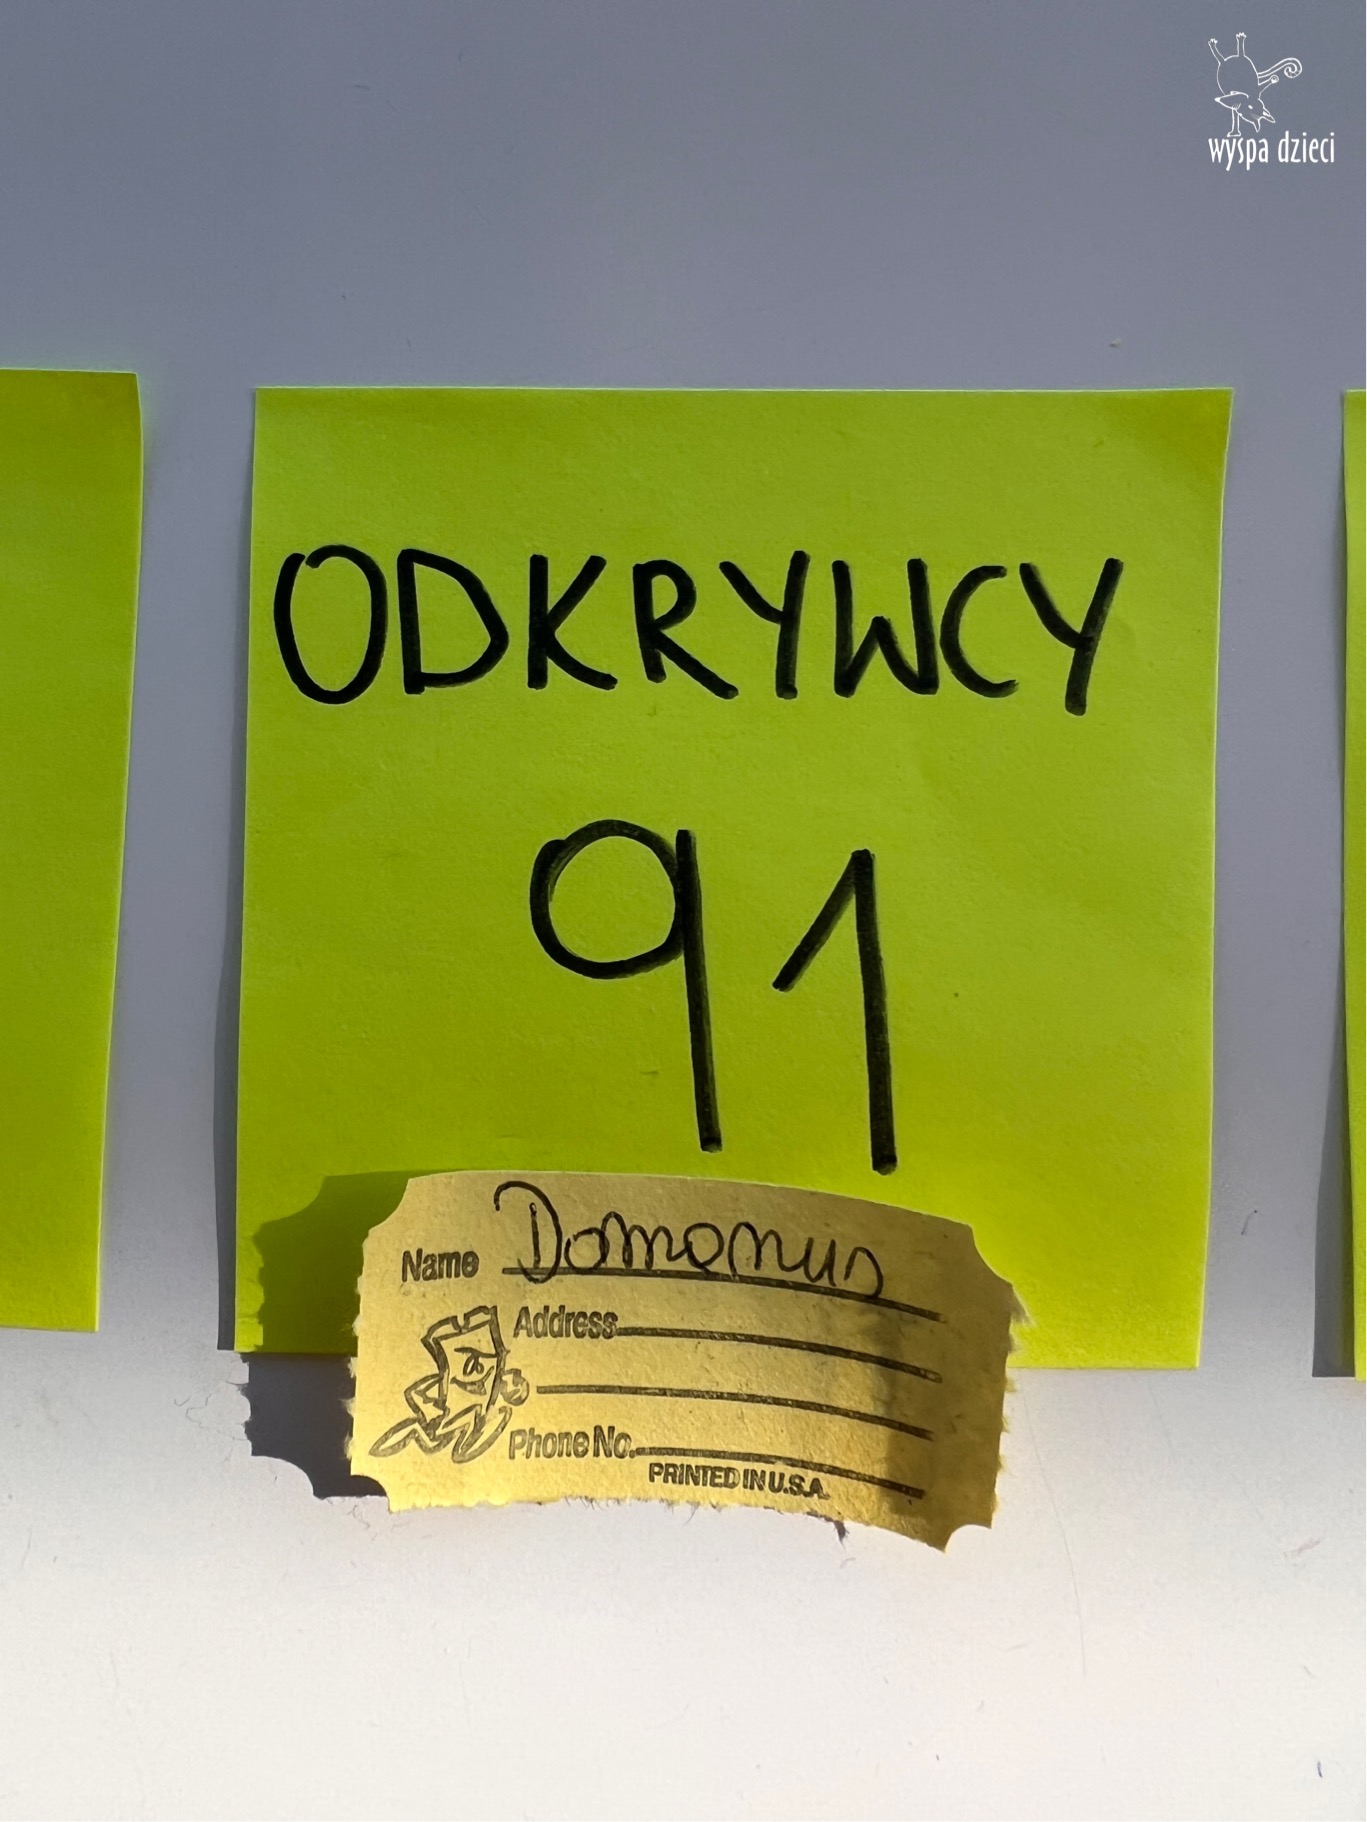 wyspa dzieci
ODKRYWCY
91
Name Domonus
Address
Phone No.
PRINTED IN U.S.A.